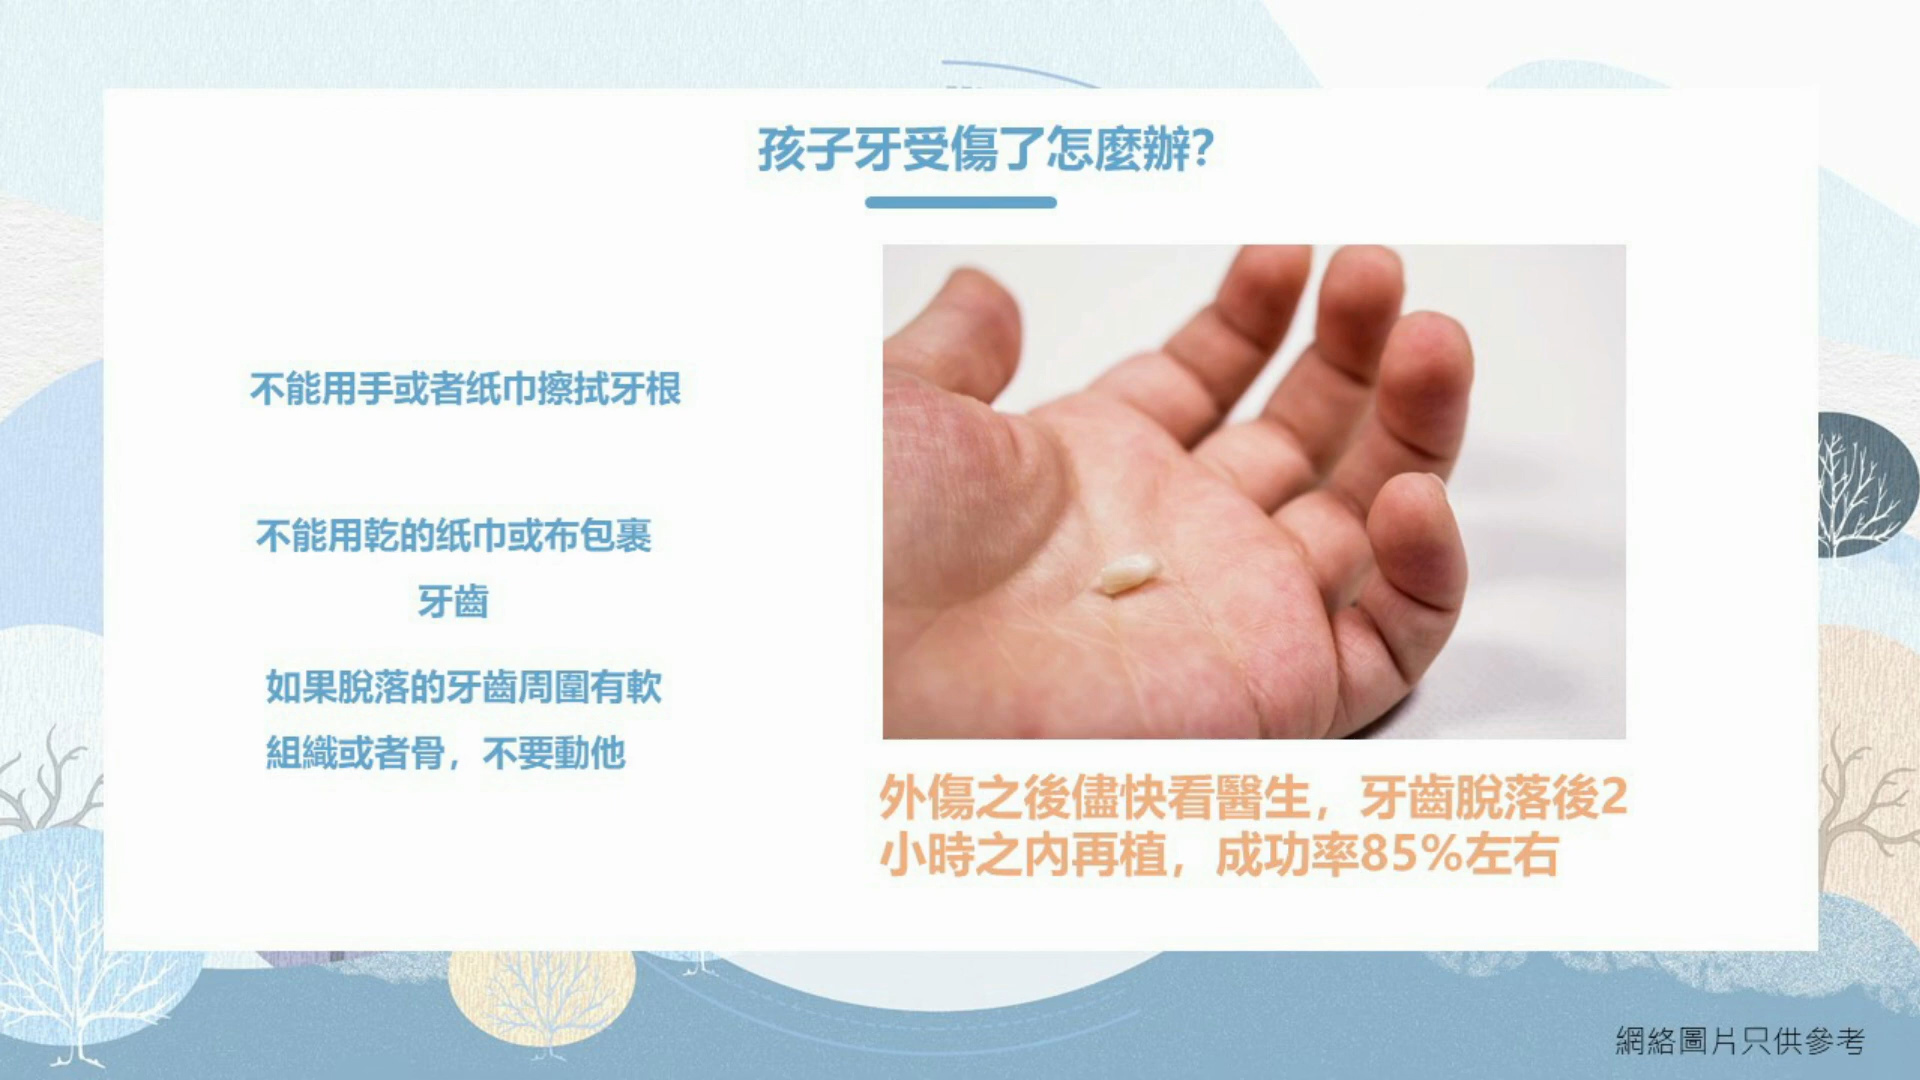 孩子牙受傷了怎麼辦?
不能用手或者纸巾擦拭牙根
不能用乾的纸巾或布包裹
牙齒
如果脫落的牙齒周圍有軟
組織或者骨，不要動他
外傷之後儘快看醫生，牙齒脫落後2
小時之內再植，成功率85%左右
網絡圖片只供參考